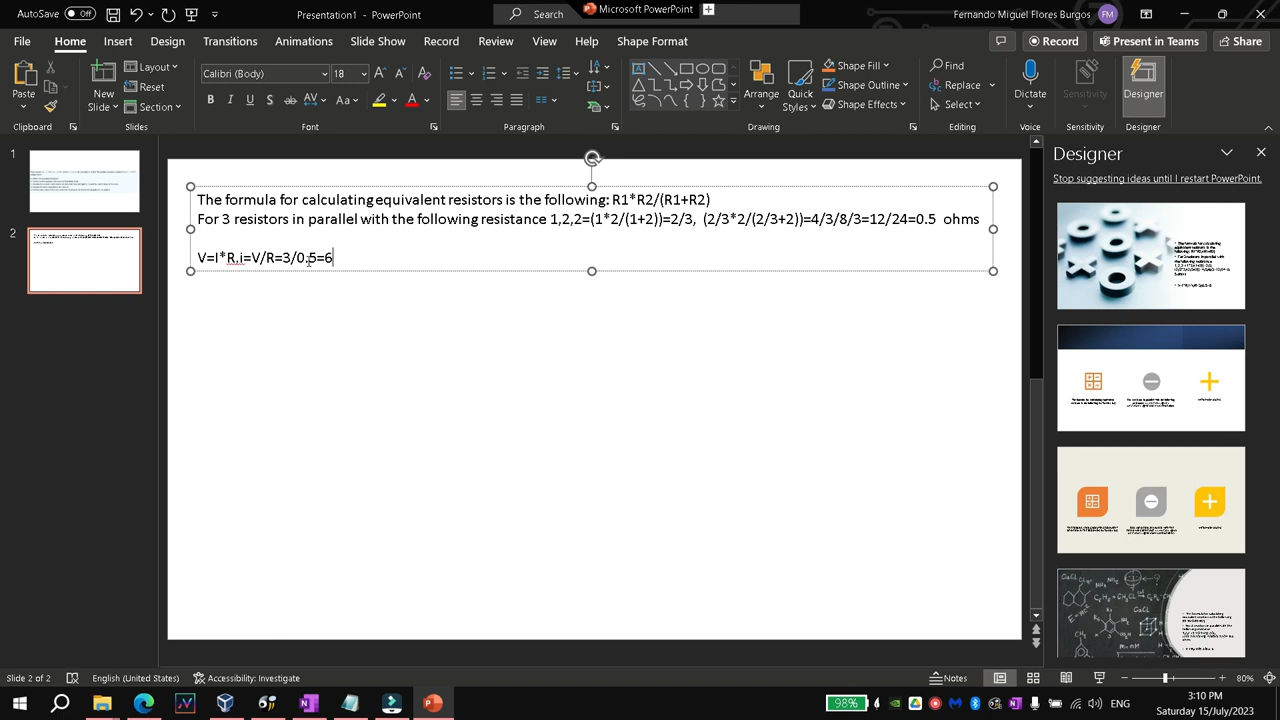 AutoSave Off
Presentation1 - PowerPoint
Search
Microsoft PowerPoint
Fernando Miguel Flores Burgos
FM
File Home Insert Design Transitions Animations Slide Show Record Review View Help Shape Format
Record Present in Teams Share
Paste
Clipboard
New Slide
Layout
Reset
Section
Slides
Calibri (Body) 18
Font
Paragraph
Arrange
Quick Styles
Shape Fill
Shape Outline
Shape Effects
Drawing
Find
Replace
Select
Editing
Dictate
Voice
Sensitivity
Sensitivity
Designer
Designer
1
2
The formula for calculating equivalent resistors is the following: R1*R2/(R1+R2)
For 3 resistors in parallel with the following resistance 1,2,2=(1*2/(1+2))=2/3, (2/3*2/(2/3+2))=4/3/8/3=12/24=0.5 ohms
V=I*R.i=V/R=3/0.5=6
Designer
Stop suggesting ideas until I restart PowerPoint.
Slide 2 of 2
English (United States)
Accessibility: Investigate
Notes
80%
98%
ENG
3:10 PM
Saturday 15/July/2023